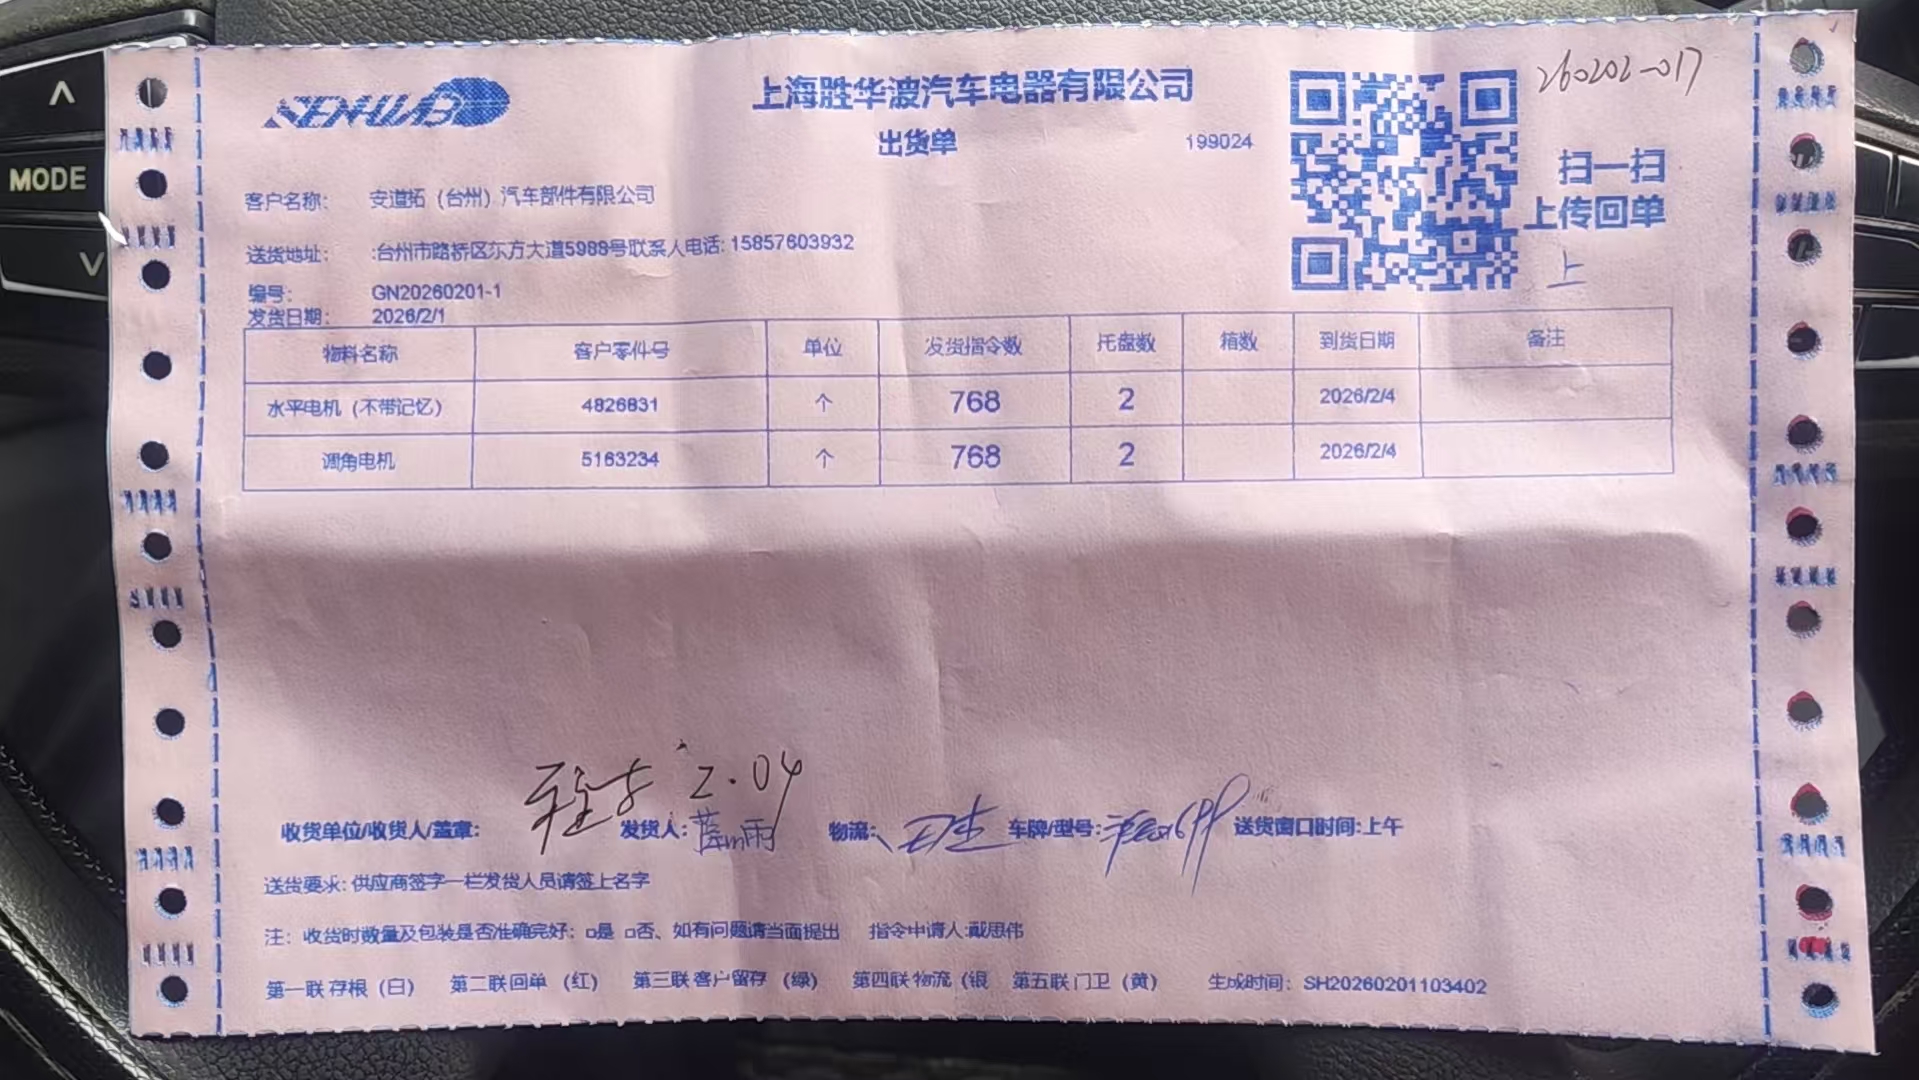 MODE
SENHWABO
上海胜华波汽车电器有限公司
出货单
199024
260202-017
扫一扫
上传回单
上
客户名称: 安道拓（台州）汽车部件有限公司
送货地址: :台州市路桥区东方大道5988号联系人电话: 15857603932
编号: GN20260201-1
发货日期: 2026/2/1
物料名称 客户零件号 单位 发货指令数 托盘数 箱数 到货日期 备注
水平电机（不带记忆） 4826831 个 768 2 2026/2/4
调角电机 5163234 个 768 2 2026/2/4
2.04
收货单位/收货人/盖章: 发货人: 物流: 车牌/型号: 送货窗口时间:上午
送货要求: 供应商签字一栏发货人员请签上名字
注: 收货时数量及包装是否准确完好: □是 □否、如有问题请当面提出 指令申请人:戴思伟
第一联 存根（白） 第二联 回单（红） 第三联 客户留存（绿） 第四联 物流（银 第五联 门卫（黄） 生成时间: SH20260201103402